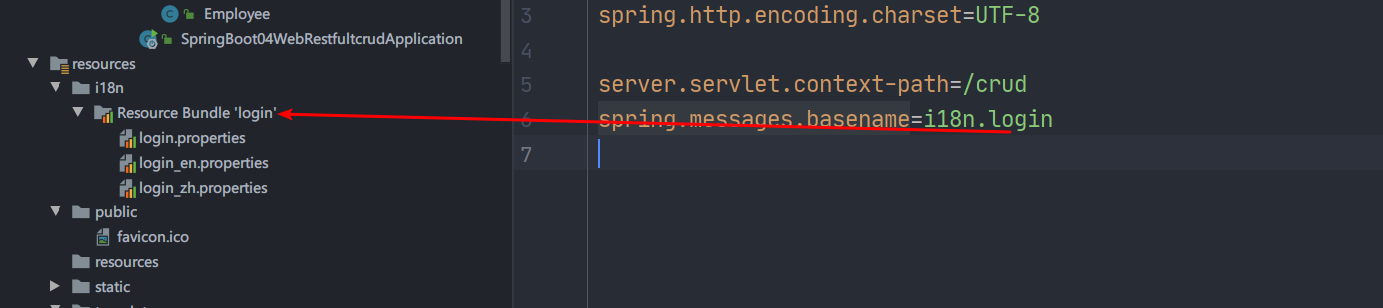 Employee
SpringBoot04WebRestfultcrudApplication
resources
i18n
Resource Bundle 'login'
login.properties
login_en.properties
login_zh.properties
public
favicon.ico
resources
static
3 spring.http.encoding.charset=UTF-8
4
5 server.servlet.context-path=/crud
6 spring.messages.basename=i18n.login
7